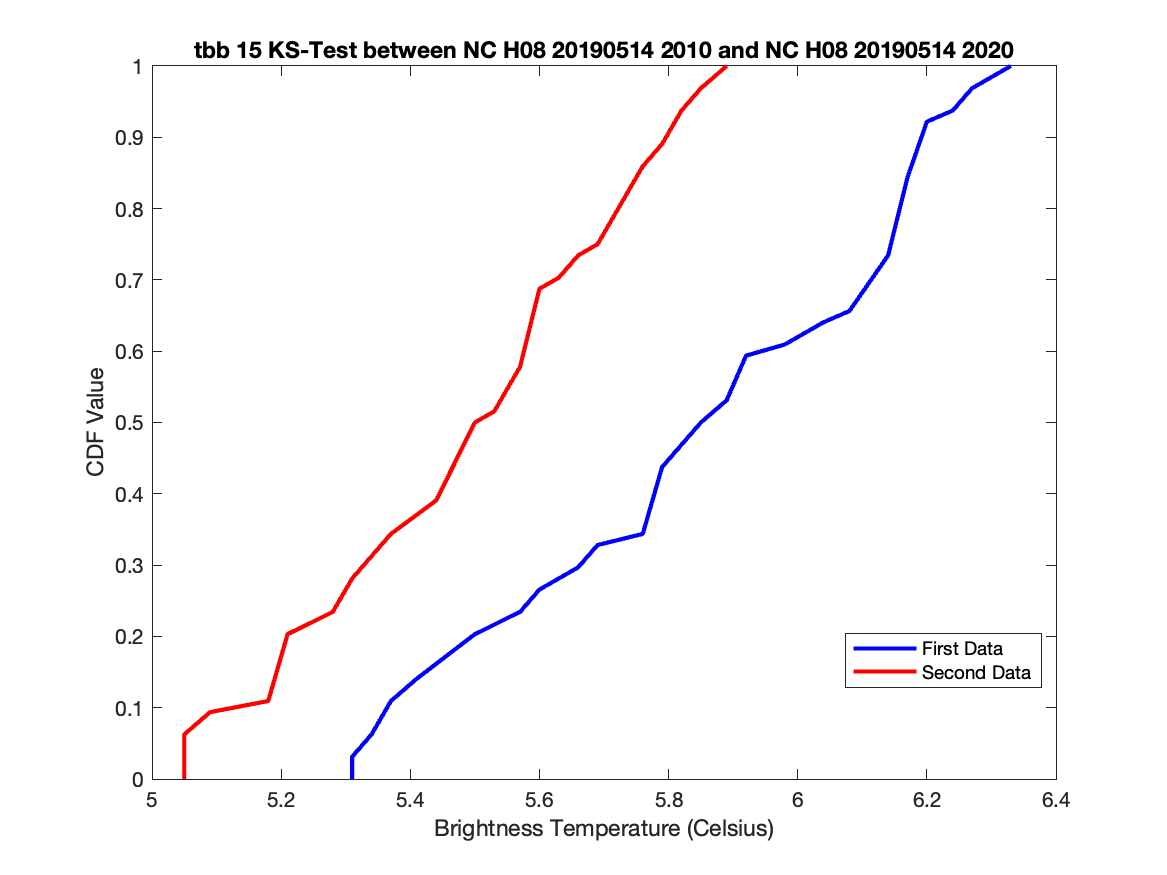 tbb 15 KS-Test between NC H08 20190514 2010 and NC H08 20190514 2020
1
0.9
0.8
0.7
0.6
0.5
0.4
0.3
0.2
0.1
0
CDF Value
First Data
Second Data
5 5.2 5.4 5.6 5.8 6 6.2 6.4
Brightness Temperature (Celsius)